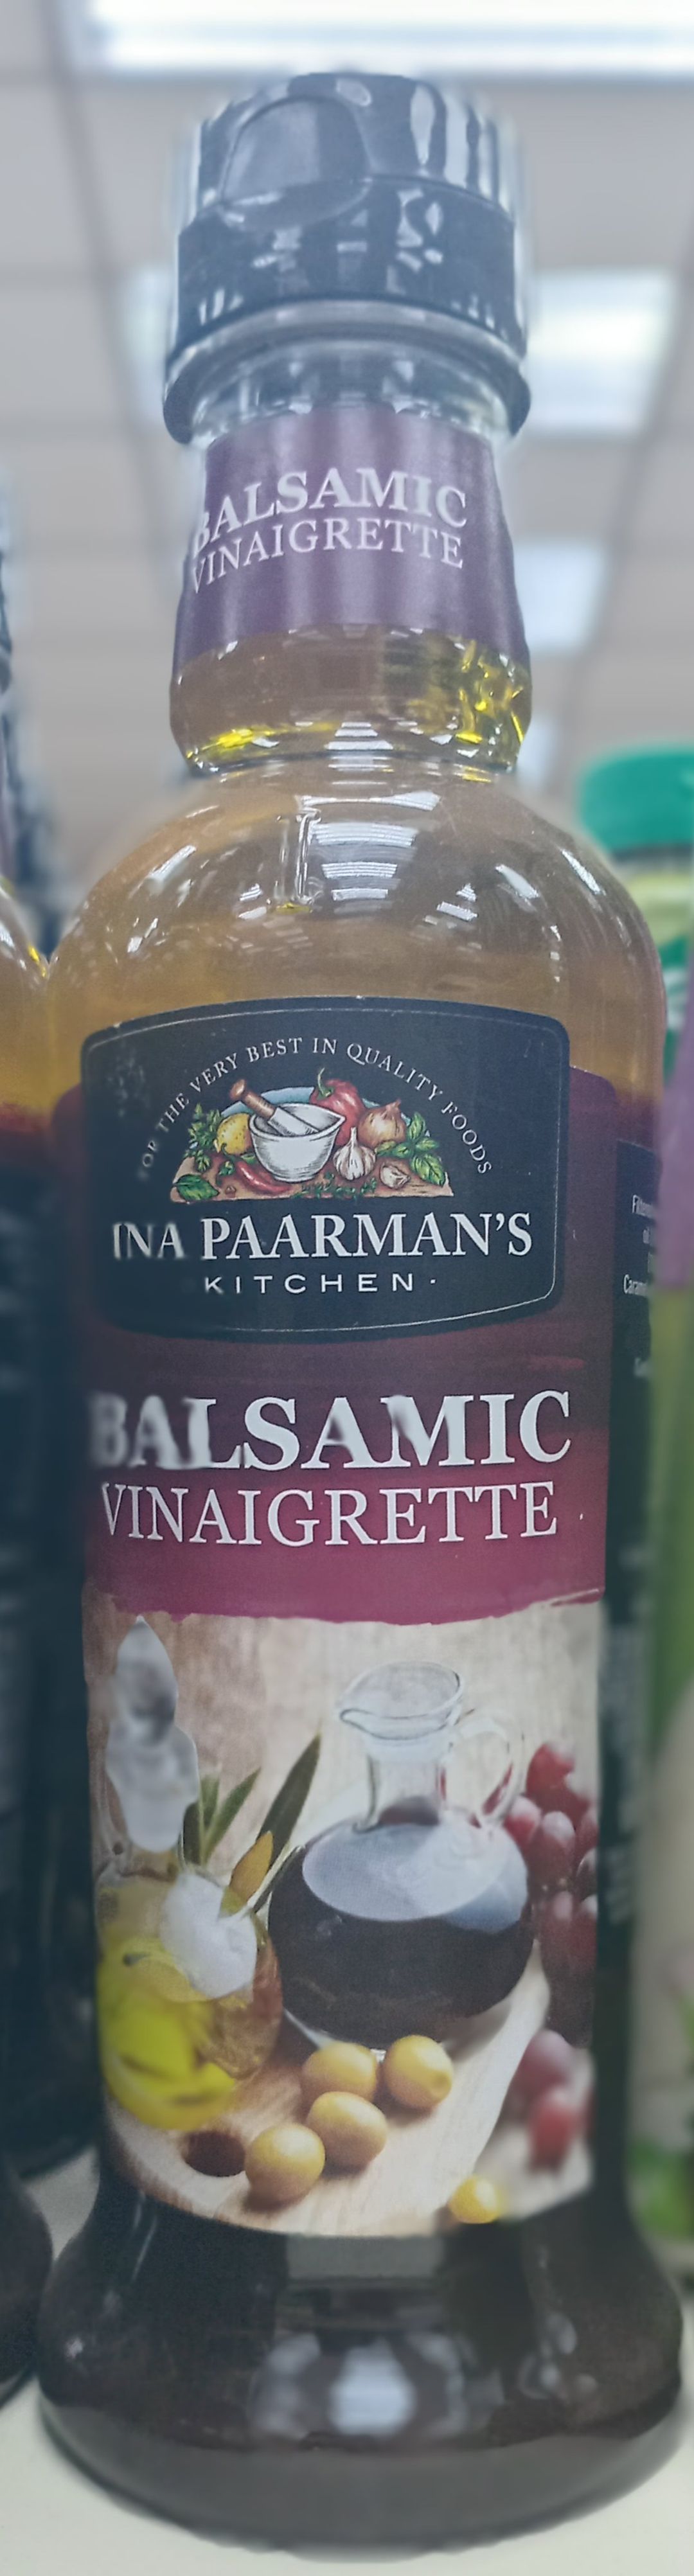 BALSAMIC
VINAIGRETTE
FOR THE VERY BEST IN QUALITY FOODS
INA PAARMAN'S
KITCHEN
BALSAMIC
VINAIGRETTE